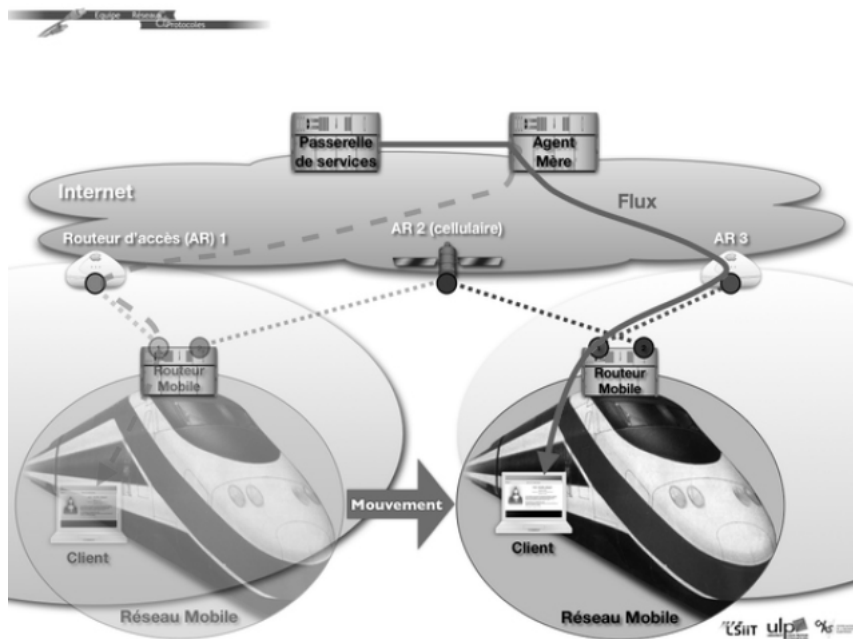 Equipe Réseaux
Protocoles
Passerelle
de services
Agent
Mère
Internet
Flux
Routeur d'accès (AR) 1
AR 2 (cellulaire)
AR 3
Routeur
Mobile
Routeur
Mobile
Mouvement
Client
Client
Réseau Mobile
Réseau Mobile
LSiiT ulp